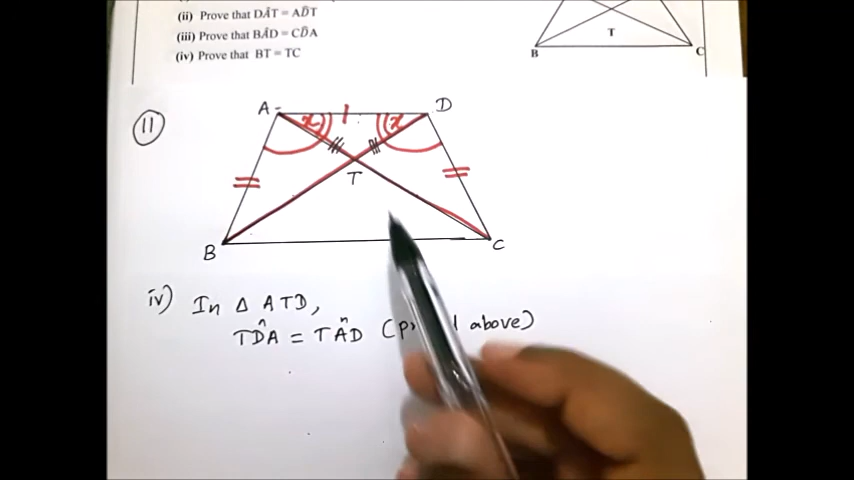 (ii) Prove that DÂT = AD̂T
(iii) Prove that BÂD = CD̂A
(iv) Prove that BT = TC
T
B
C
11
A
D
x
x
T
B
C
iv) In Δ ATD,
TD̂A = TÂD ( above)